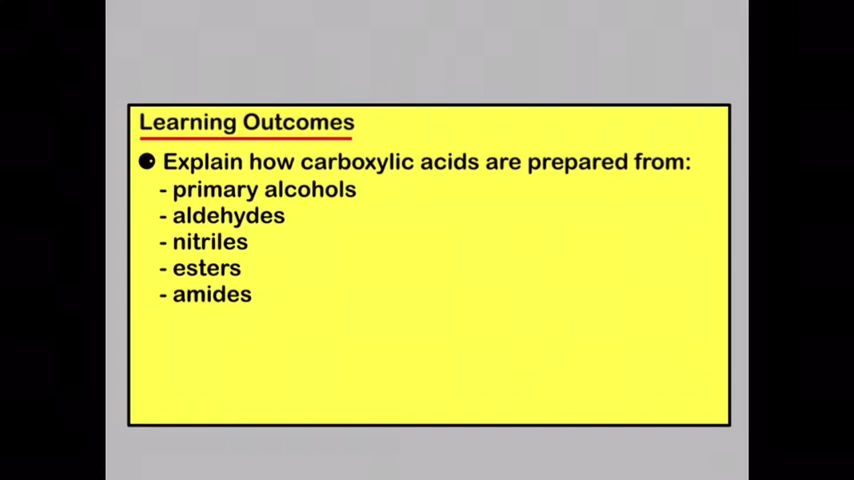 Learning Outcomes
Explain how carboxylic acids are prepared from:
- primary alcohols
- aldehydes
- nitriles
- esters
- amides